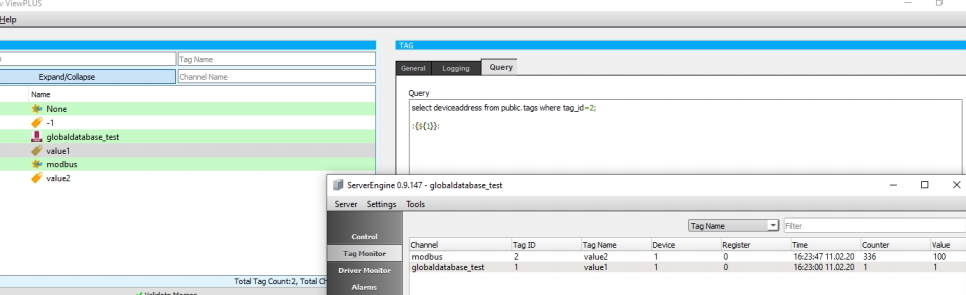 ViewPLUS
Help
Tag Name
Expand/Collapse
Channel Name
Name
None
-1
globaldatabase_test
value1
modbus
value2
Total Tag Count:2, Total Ch
TAG
General
Logging
Query
Query
select deviceaddress from public.tags where tag_id=2;
:{${1}}:
ServerEngine 0.9.147 - globaldatabase_test
Server Settings Tools
Control
Tag Monitor
Driver Monitor
Alarms
Tag Name
Filter
Channel Tag ID Tag Name Device Register Time Counter Value
modbus 2 value2 1 0 16:23:47 11.02.20 336 100
globaldatabase_test 1 value1 1 0 16:23:00 11.02.20 1 1